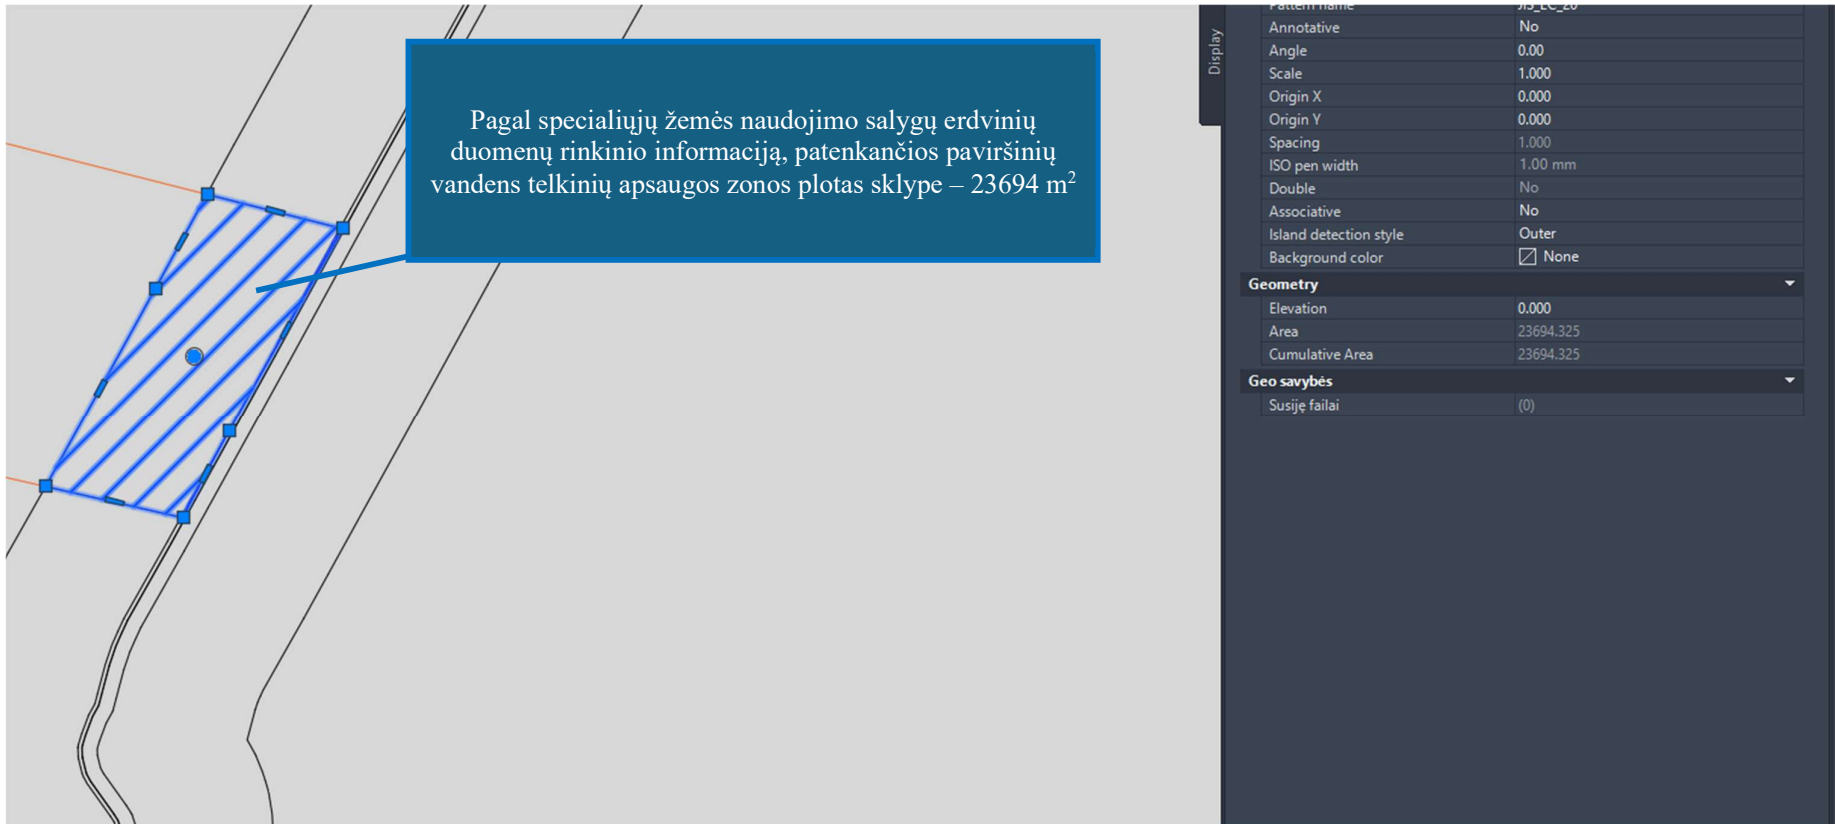 Pattern name JIS_LC_20
Annotative No
Display
Angle 0.00
Scale 1.000
Origin X 0.000
Origin Y 0.000
Spacing 1.000
ISO pen width 1.00 mm
Double No
Associative No
Island detection style Outer
Background color None
Geometry
Elevation 0.000
Area 23694.325
Cumulative Area 23694.325
Geo savybės
Susiję failai (0)
Pagal specialiųjų žemės naudojimo salygų erdvinių
duomenų rinkinio informaciją, patenkančios paviršinių
vandens telkinių apsaugos zonos plotas sklype – 23694 m²